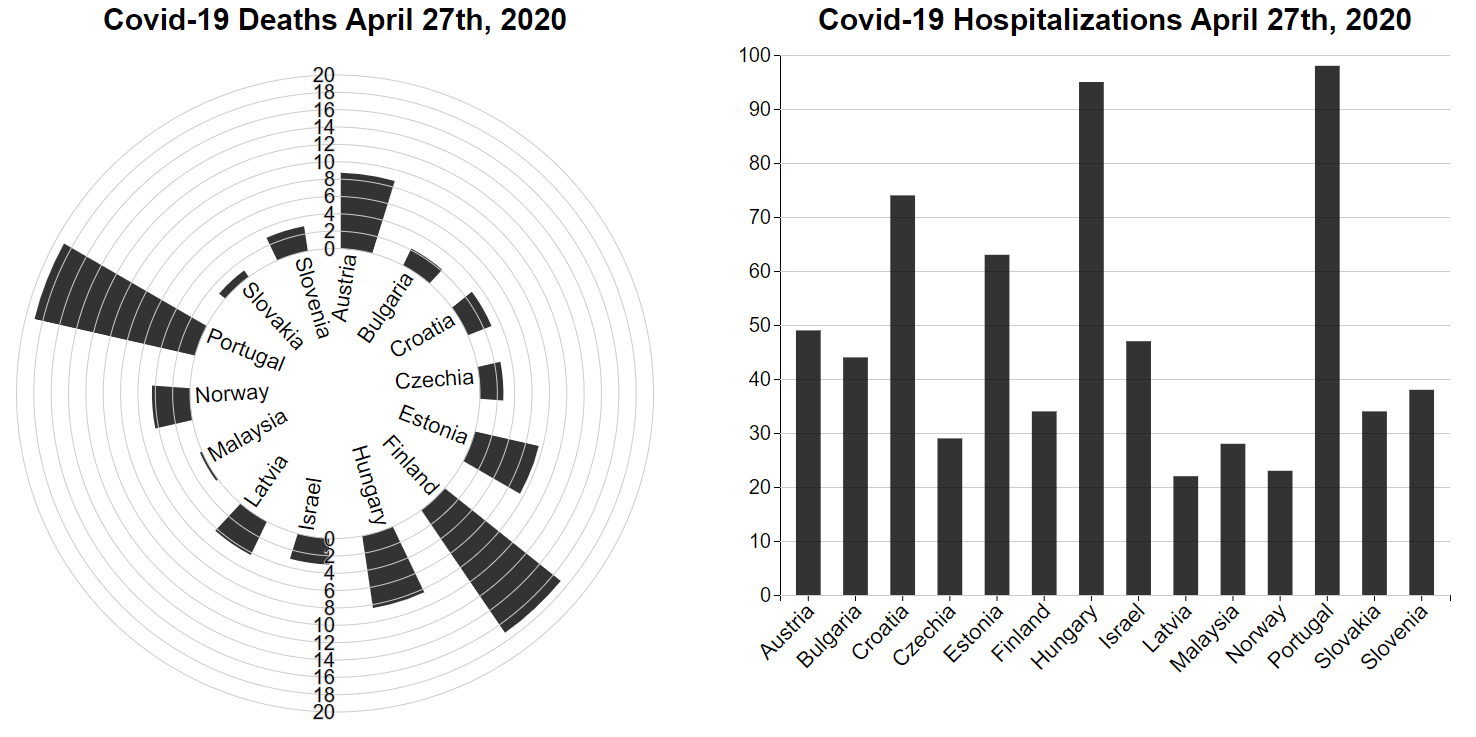 Covid-19 Deaths April 27th, 2020
20
18
16
14
12
10
8
6
4
2
0
Austria
Bulgaria
Croatia
Czechia
Estonia
Finland
Hungary
Israel
Latvia
Malaysia
Norway
Portugal
Slovakia
Slovenia
0
2
4
6
8
10
12
14
16
18
20
Covid-19 Hospitalizations April 27th, 2020
100
90
80
70
60
50
40
30
20
10
0
Austria
Bulgaria
Croatia
Czechia
Estonia
Finland
Hungary
Israel
Latvia
Malaysia
Norway
Portugal
Slovakia
Slovenia